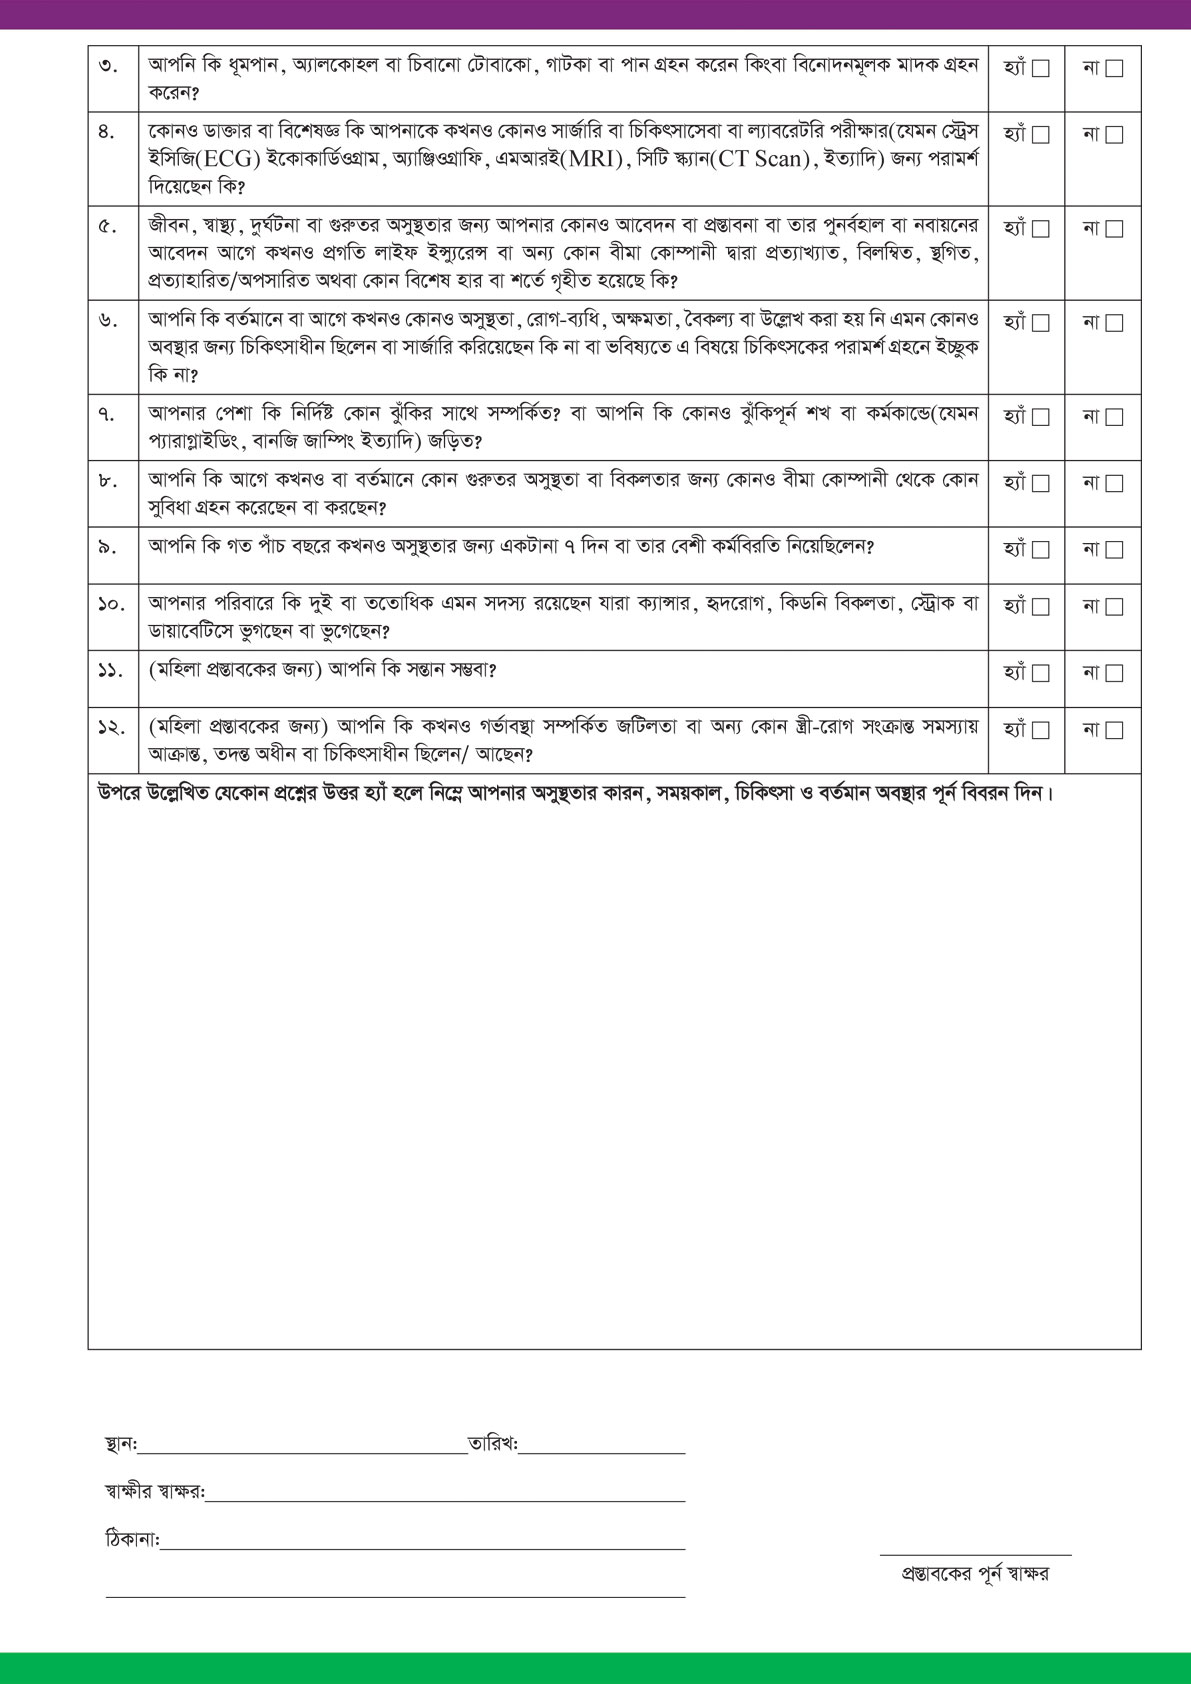 ৩. আপনি কি ধূমপান, অ্যালকোহল বা চিবানো টোবাকো, গাটকা বা পান গ্রহন করেন কিংবা বিনোদনমূলক মাদক গ্রহন হ্যাঁ □ না □
করেন?
৪. কোনও ডাক্তার বা বিশেষজ্ঞ কি আপনাকে কখনও কোনও সার্জারি বা চিকিৎসাসেবা বা ল্যাবরেটরি পরীক্ষার(যেমন স্ট্রেস হ্যাঁ □ না □
ইসিজি(ECG) ইকোকার্ডিওগ্রাম, অ্যাঞ্জিওগ্রাফি, এমআরই(MRI), সিটি স্ক্যান(CT Scan), ইত্যাদি) জন্য পরামর্শ
দিয়েছেন কি?
৫. জীবন, স্বাস্থ্য, দুর্ঘটনা বা গুরুতর অসুস্থতার জন্য আপনার কোনও আবেদন বা প্রস্তাবনা বা তার পুনর্বহাল বা নবায়নের হ্যাঁ □ না □
আবেদন আগে কখনও প্রগতি লাইফ ইন্স্যুরেন্স বা অন্য কোন বীমা কোম্পানী দ্বারা প্রত্যাখ্যাত, বিলম্বিত, স্থগিত,
প্রত্যাহারিত/অপসারিত অথবা কোন বিশেষ হার বা শর্তে গৃহীত হয়েছে কি?
৬. আপনি কি বর্তমানে বা আগে কখনও কোনও অসুস্থতা, রোগ-ব্যধি, অক্ষমতা, বৈকল্য বা উল্লেখ করা হয় নি এমন কোনও হ্যাঁ □ না □
অবস্থার জন্য চিকিৎসাধীন ছিলেন বা সার্জারি করিয়েছেন কি না বা ভবিষ্যতে এ বিষয়ে চিকিৎসকের পরামর্শ গ্রহনে ইচ্ছুক
কি না?
৭. আপনার পেশা কি নির্দিষ্ট কোন ঝুঁকির সাথে সম্পর্কিত? বা আপনি কি কোনও ঝুঁকিপূর্ন শখ বা কর্মকান্ডে(যেমন হ্যাঁ □ না □
প্যারাগ্লাইডিং, বানজি জাম্পিং ইত্যাদি) জড়িত?
৮. আপনি কি আগে কখনও বা বর্তমানে কোন গুরুতর অসুস্থতা বা বিকলতার জন্য কোনও বীমা কোম্পানী থেকে কোন হ্যাঁ □ না □
সুবিধা গ্রহন করেছেন বা করছেন?
৯. আপনি কি গত পাঁচ বছরে কখনও অসুস্থতার জন্য একটানা ৭ দিন বা তার বেশী কর্মবিরতি নিয়েছিলেন? হ্যাঁ □ না □
১০. আপনার পরিবারে কি দুই বা ততোধিক এমন সদস্য রয়েছেন যারা ক্যান্সার, হৃদরোগ, কিডনি বিকলতা, স্ট্রোক বা হ্যাঁ □ না □
ডায়াবেটিসে ভুগছেন বা ভুগেছেন?
১১. (মহিলা প্রস্তাবকের জন্য) আপনি কি সন্তান সম্ভবা? হ্যাঁ □ না □
১২. (মহিলা প্রস্তাবকের জন্য) আপনি কি কখনও গর্ভাবস্থা সম্পর্কিত জটিলতা বা অন্য কোন স্ত্রী-রোগ সংক্রান্ত সমস্যায় হ্যাঁ □ না □
আক্রান্ত, তদন্ত অধীন বা চিকিৎসাধীন ছিলেন/ আছেন?
উপরে উল্লেখিত যেকোন প্রশ্নের উত্তর হ্যাঁ হলে নিম্নে আপনার অসুস্থতার কারন, সময়কাল, চিকিৎসা ও বর্তমান অবস্থার পূর্ন বিবরন দিন।
স্থান: তারিখ:
স্বাক্ষীর স্বাক্ষর:
ঠিকানা:
প্রস্তাবকের পূর্ন স্বাক্ষর